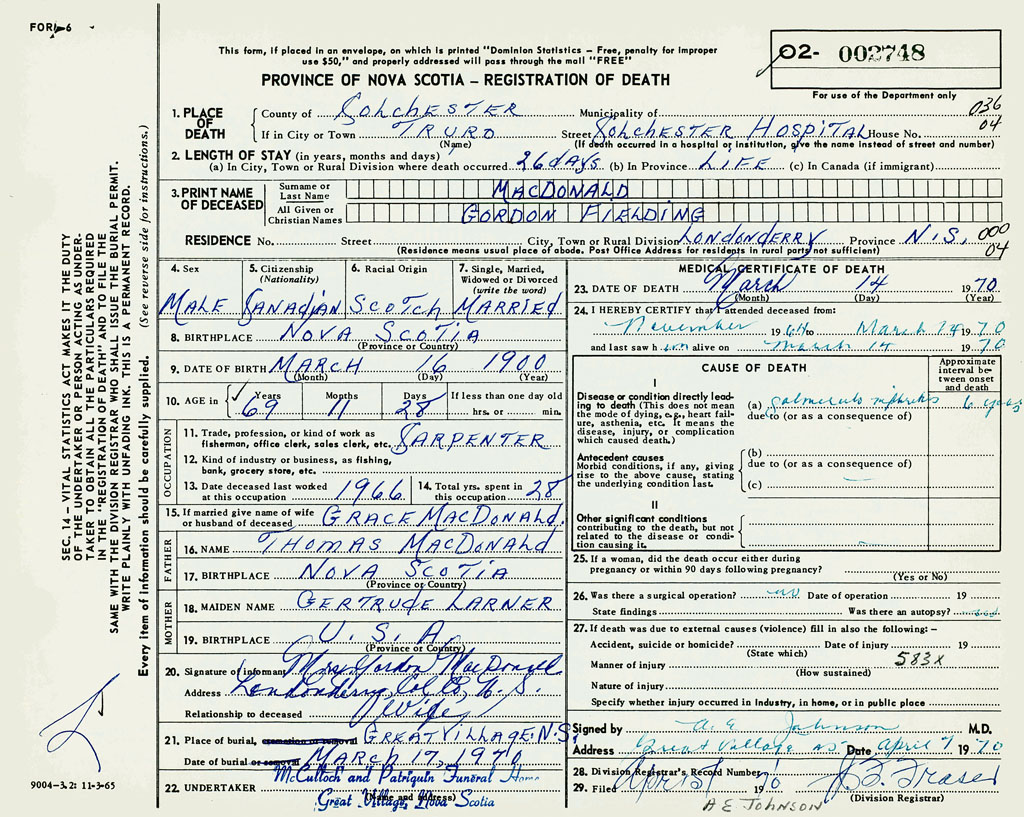 FORM 6
This form, if placed in an envelope, on which is printed "Dominion Statistics – Free, penalty for improper
use $50," and properly addressed will pass through the mail "FREE"
PROVINCE OF NOVA SCOTIA – REGISTRATION OF DEATH
O2- 002748
For use of the Department only
036
04
1. PLACE OF DEATH
County of Colchester Municipality of
If in City or Town TRURO Street Colchester Hospital House No.
(Name) (If death occurred in a hospital or institution, give the name instead of street and number)
2. LENGTH OF STAY (in years, months and days)
(a) In City, Town or Rural Division where death occurred 26 days (b) In Province LIFE (c) In Canada (if immigrant)
3. PRINT NAME OF DECEASED
Surname or Last Name MacDonald
All Given or Christian Names Gordon Fielding
RESIDENCE No. Street City, Town or Rural Division Londonderry Province N.S.
000
04
(Residence means usual place of abode. Post Office Address for residents in rural parts not sufficient)
4. Sex Male
5. Citizenship (Nationality) Canadian
6. Racial Origin Scotch
7. Single, Married, Widowed or Divorced (write the word) Married
8. BIRTHPLACE Nova Scotia
(Province or Country)
9. DATE OF BIRTH March 16 1900
(Month) (Day) (Year)
10. AGE in Years 69 Months 11 Days 28 If less than one day old hrs. or min.
OCCUPATION
11. Trade, profession, or kind of work as fisherman, office clerk, sales clerk, etc. Carpenter
12. Kind of industry or business, as fishing, bank, grocery store, etc.
13. Date deceased last worked at this occupation 1966
14. Total yrs. spent in this occupation 28
15. If married give name of wife or husband of deceased Grace MacDonald
FATHER
16. NAME Thomas MacDonald
17. BIRTHPLACE Nova Scotia
(Province or Country)
MOTHER
18. MAIDEN NAME Gertrude Larner
19. BIRTHPLACE U.S.A.
(Province or Country)
20. Signature of informant Mrs. Gordon MacDonald
Address Londonderry, Col Co, N.S.
Relationship to deceased Wife
21. Place of burial, cremation or removal Great Village N.S.
Date of burial or removal March 17, 1970
22. UNDERTAKER McCulloch and Patriquin Funeral Home
Great Village, Nova Scotia
(Name and address)
MEDICAL CERTIFICATE OF DEATH
23. DATE OF DEATH March 14 1970
(Month) (Day) (Year)
24. I HEREBY CERTIFY that I attended deceased from:
November 1964 to March 14 1970
and last saw him alive on March 14 1970
CAUSE OF DEATH
Approximate interval between onset and death
I
Disease or condition directly leading to death (This does not mean the mode of dying, e.g., heart failure, asthenia, etc. It means the disease, injury, or complication which caused death.)
(a) 6 years
due to (or as a consequence of)
Antecedent causes
Morbid conditions, if any, giving rise to the above cause, stating the underlying condition last.
(b)
due to (or as a consequence of)
(c)
II
Other significant conditions contributing to the death, but not related to the disease or condition causing it.
25. If a woman, did the death occur either during pregnancy or within 90 days following pregnancy?
(Yes or No)
26. Was there a surgical operation? no Date of operation 19
State findings Was there an autopsy?
27. If death was due to external causes (violence) fill in also the following: –
Accident, suicide or homicide? Date of injury 19
(State which)
583X
Manner of injury
(How sustained)
Nature of injury
Specify whether injury occurred in industry, in home, or in public place
Signed by A. E. Johnson M.D.
Address Great Village NS Date April 7 1970
28. Division Registrar's Record Number
29. Filed April 1970 Fraser
(Division Registrar)
A E JOHNSON
SEC. 14 – VITAL STATISTICS ACT MAKES IT THE DUTY
OF THE UNDERTAKER OR PERSON ACTING AS UNDER-
TAKER TO OBTAIN ALL THE PARTICULARS REQUIRED
IN THE "REGISTRATION OF DEATH" AND TO FILE THE
SAME WITH THE DIVISION REGISTRAR WHO SHALL ISSUE THE BURIAL PERMIT.
WRITE PLAINLY WITH UNFADING INK. THIS IS A PERMANENT RECORD.
Every item of information should be carefully supplied. (See reverse side for instructions.)
9004-3.2: 11-3-65